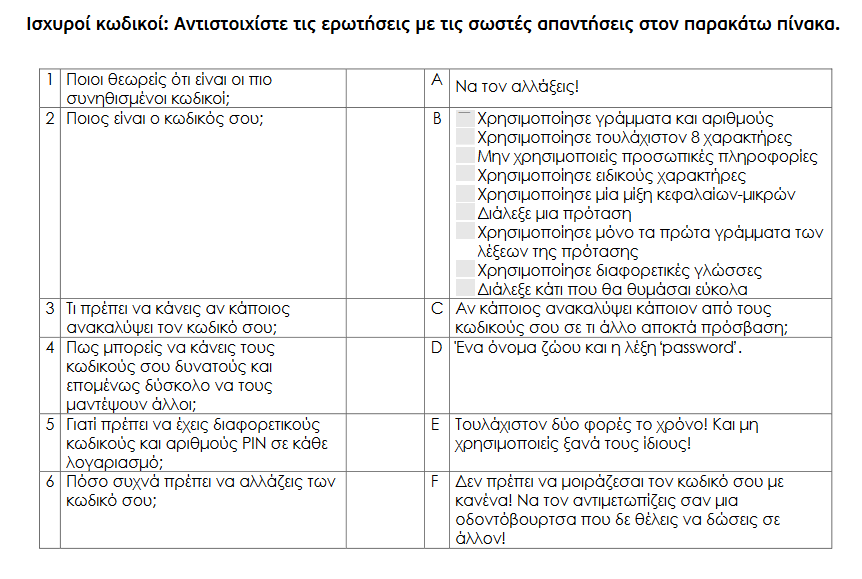 Ισχυροί κωδικοί: Αντιστοιχίστε τις ερωτήσεις με τις σωστές απαντήσεις στον παρακάτω πίνακα.
1 Ποιοι θεωρείς ότι είναι οι πιο
συνηθισμένοι κωδικοί;
A Να τον αλλάξεις!
2 Ποιος είναι ο κωδικός σου;
B Χρησιμοποίησε γράμματα και αριθμούς
Χρησιμοποίησε τουλάχιστον 8 χαρακτήρες
Μην χρησιμοποιείς προσωπικές πληροφορίες
Χρησιμοποίησε ειδικούς χαρακτήρες
Χρησιμοποίησε μία μίξη κεφαλαίων-μικρών
Διάλεξε μια πρόταση
Χρησιμοποίησε μόνο τα πρώτα γράμματα των
λέξεων της πρότασης
Χρησιμοποίησε διαφορετικές γλώσσες
Διάλεξε κάτι που θα θυμάσαι εύκολα
3 Τι πρέπει να κάνεις αν κάποιος
ανακαλύψει τον κωδικό σου;
C Αν κάποιος ανακαλύψει κάποιον από τους
κωδικούς σου σε τι άλλο αποκτά πρόσβαση;
4 Πως μπορείς να κάνεις τους
κωδικούς σου δυνατούς και
επομένως δύσκολο να τους
μαντέψουν άλλοι;
D Ένα όνομα ζώου και η λέξη ‘password’.
5 Γιατί πρέπει να έχεις διαφορετικούς
κωδικούς και αριθμούς PIN σε κάθε
λογαριασμό;
E Τουλάχιστον δύο φορές το χρόνο! Και μη
χρησιμοποιείς ξανά τους ίδιους!
6 Πόσο συχνά πρέπει να αλλάζεις των
κωδικό σου;
F Δεν πρέπει να μοιράζεσαι τον κωδικό σου με
κανένα! Να τον αντιμετωπίζεις σαν μια
οδοντόβουρτσα που δε θέλεις να δώσεις σε
άλλον!